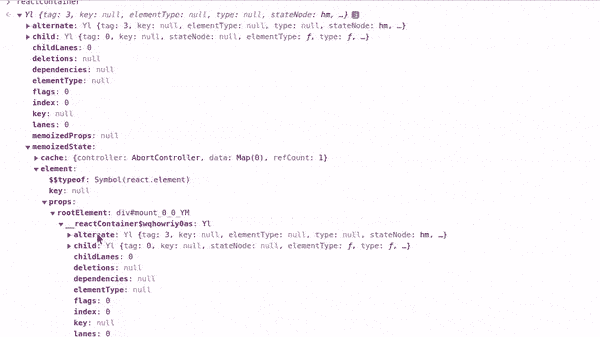 > reactContainer
Yl {tag: 3, key: null, elementType: null, type: null, stateNode: hm, …}
alternate: Yl {tag: 3, key: null, elementType: null, type: null, stateNode: hm, …}
child: Yl {tag: 0, key: null, stateNode: null, elementType: ƒ, type: ƒ, …}
childLanes: 0
deletions: null
dependencies: null
elementType: null
flags: 0
index: 0
key: null
lanes: 0
memoizedProps: null
memoizedState:
cache: {controller: AbortController, data: Map(0), refCount: 1}
element:
$$typeof: Symbol(react.element)
key: null
props:
rootElement: div#mount_0_0_YM
__reactContainer$wqhowriy0as: Yl
alternate: Yl {tag: 3, key: null, elementType: null, type: null, stateNode: hm, …}
child: Yl {tag: 0, key: null, stateNode: null, elementType: ƒ, type: ƒ, …}
childLanes: 0
deletions: null
dependencies: null
elementType: null
flags: 0
index: 0
key: null
lanes: 0